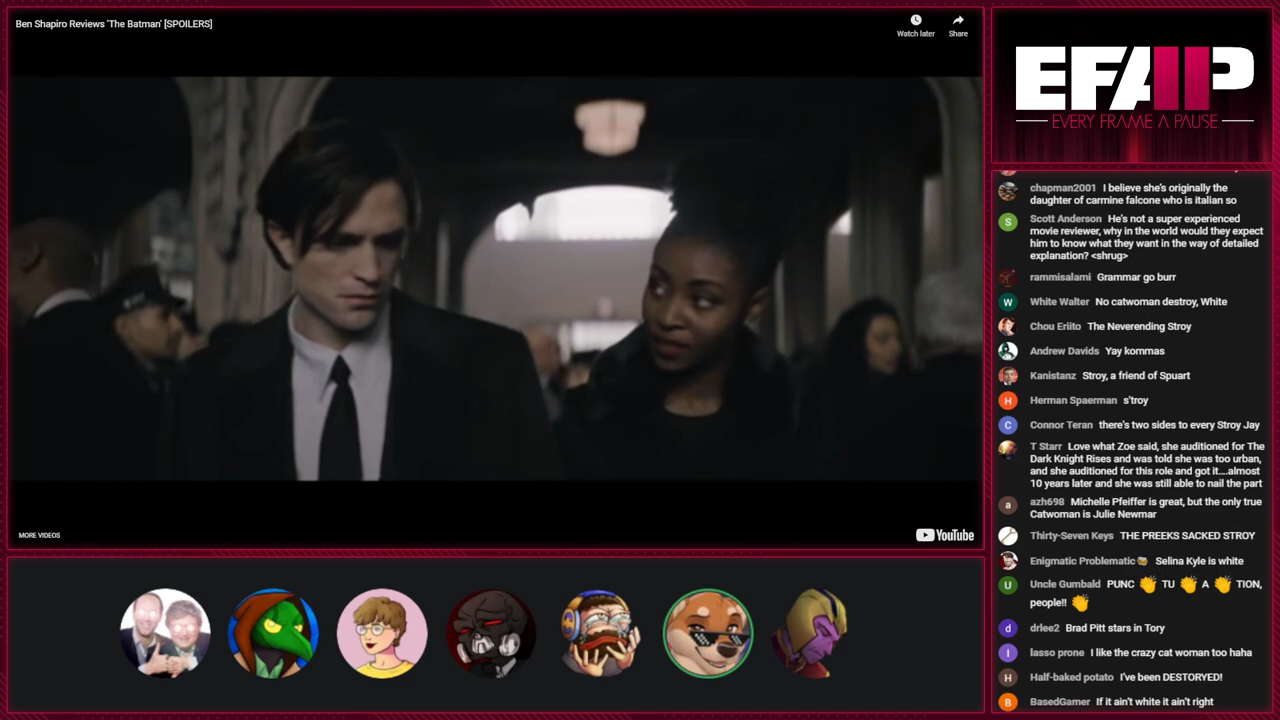 Ben Shapiro Reviews 'The Batman' [SPOILERS]
Watch later
Share
MORE VIDEOS
YouTube
EFAP
EVERY FRAME A PAUSE
chapman2001 I believe she's originally the
daughter of carmine falcone who is italian so
S
Scott Anderson He's not a super experienced
movie reviewer, why in the world would they expect
him to know what they want in the way of detailed
explanation? <shrug>
rammisalami Grammar go burr
W
White Walter No catwoman destroy, White
Chou Eriito The Neverending Stroy
Andrew Davids Yay kommas
Kanistanz Stroy, a friend of Spuart
H
Herman Spaerman s'troy
C
Connor Teran there's two sides to every Stroy Jay
T Starr Love what Zoe said, she auditioned for The
Dark Knight Rises and was told she was too urban,
and she auditioned for this role and got it....almost
10 years later and she was still able to nail the part
a
azh698 Michelle Pfeiffer is great, but the only true
Catwoman is Julie Newmar
Thirty-Seven Keys THE PREEKS SACKED STROY
Enigmatic Problematic Selina Kyle is white
U
Uncle Gumbald PUNC 👏 TU 👏 A 👏 TION,
people!! 👏
d
drlee2 Brad Pitt stars in Tory
l
lasso prone I like the crazy cat woman too haha
H
Half-baked potato I've been DESTORYED!
B
BasedGamer If it ain't white it ain't right